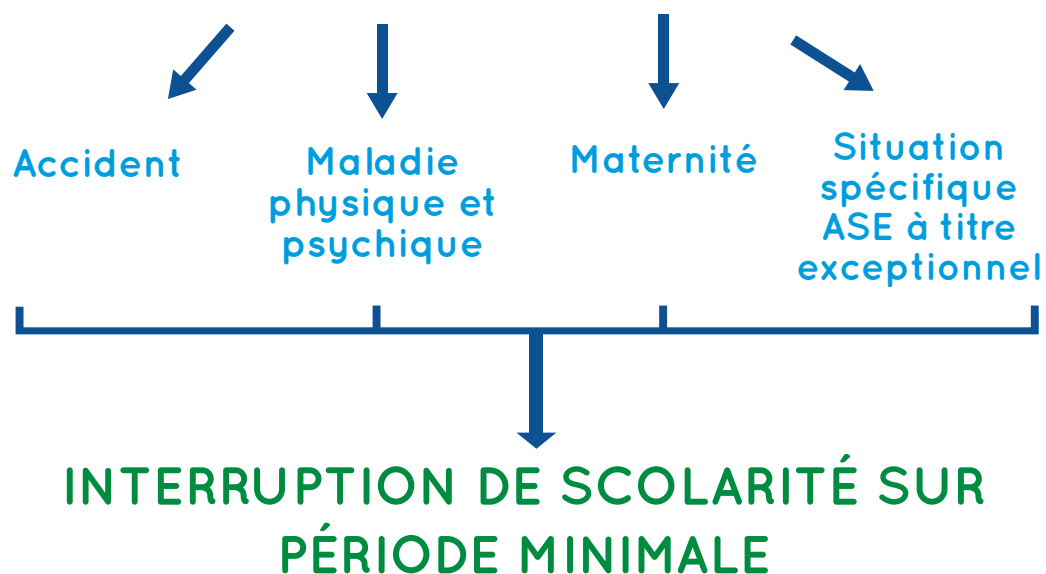 Accident
Maladie
physique et
psychique
Maternité
Situation
spécifique
ASE à titre
exceptionnel
INTERRUPTION DE SCOLARITÉ SUR
PÉRIODE MINIMALE